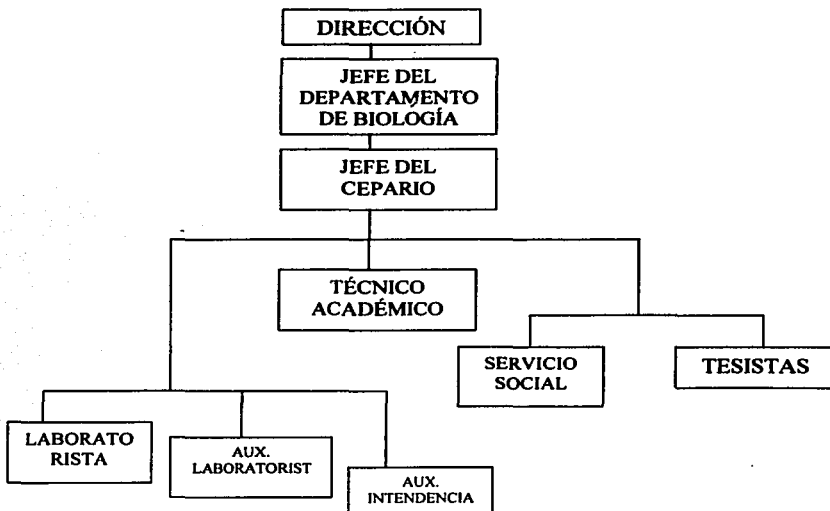 DIRECCIÓN
JEFE DEL
DEPARTAMENTO
DE BIOLOGÍA
JEFE DEL
CEPARIO
TÉCNICO
ACADÉMICO
SERVICIO
SOCIAL
TESISTAS
LABORATO
RISTA
AUX.
LABORATORIST
AUX.
INTENDENCIA